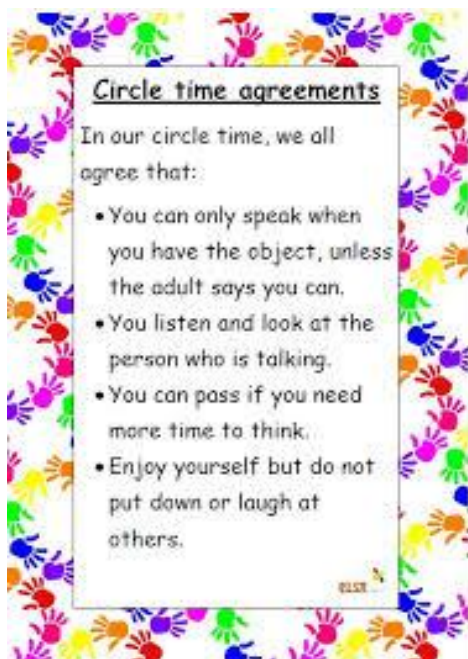 Circle time agreements
In our circle time, we all
agree that:
• You can only speak when
you have the object, unless
the adult says you can.
• You listen and look at the
person who is talking.
• You can pass if you need
more time to think.
• Enjoy yourself but do not
put down or laugh at
others.
ELSA